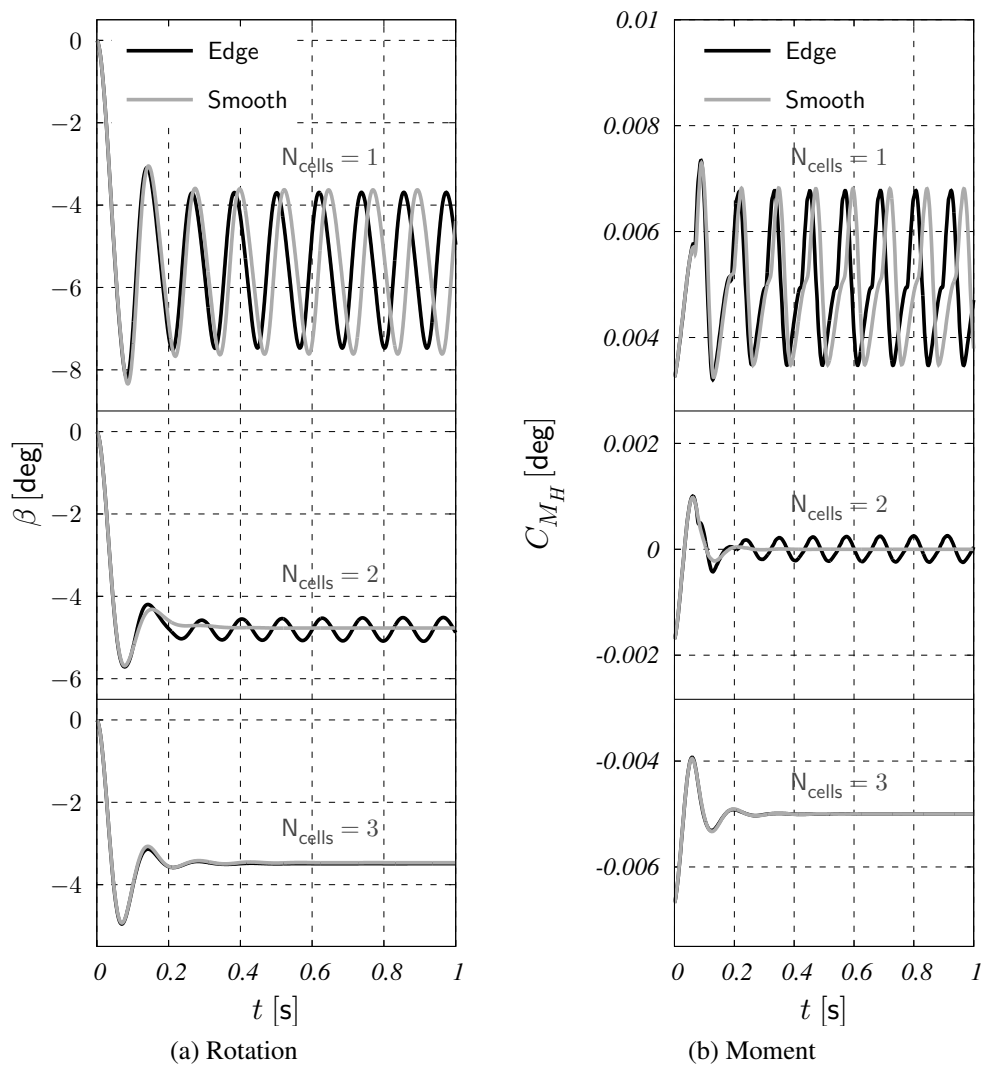 Edge
Smooth
N_cells = 1
0
−2
−4
−6
−8
N_cells = 2
0
−2
−4
−6
N_cells = 3
0
−2
−4
β [deg]
0 0.2 0.4 0.6 0.8 1
t [s]
(a) Rotation
Edge
Smooth
N_cells = 1
0.01
0.008
0.006
0.004
N_cells = 2
0.002
0
-0.002
N_cells = 3
-0.004
-0.006
C_{M_H} [deg]
0 0.2 0.4 0.6 0.8 1
t [s]
(b) Moment